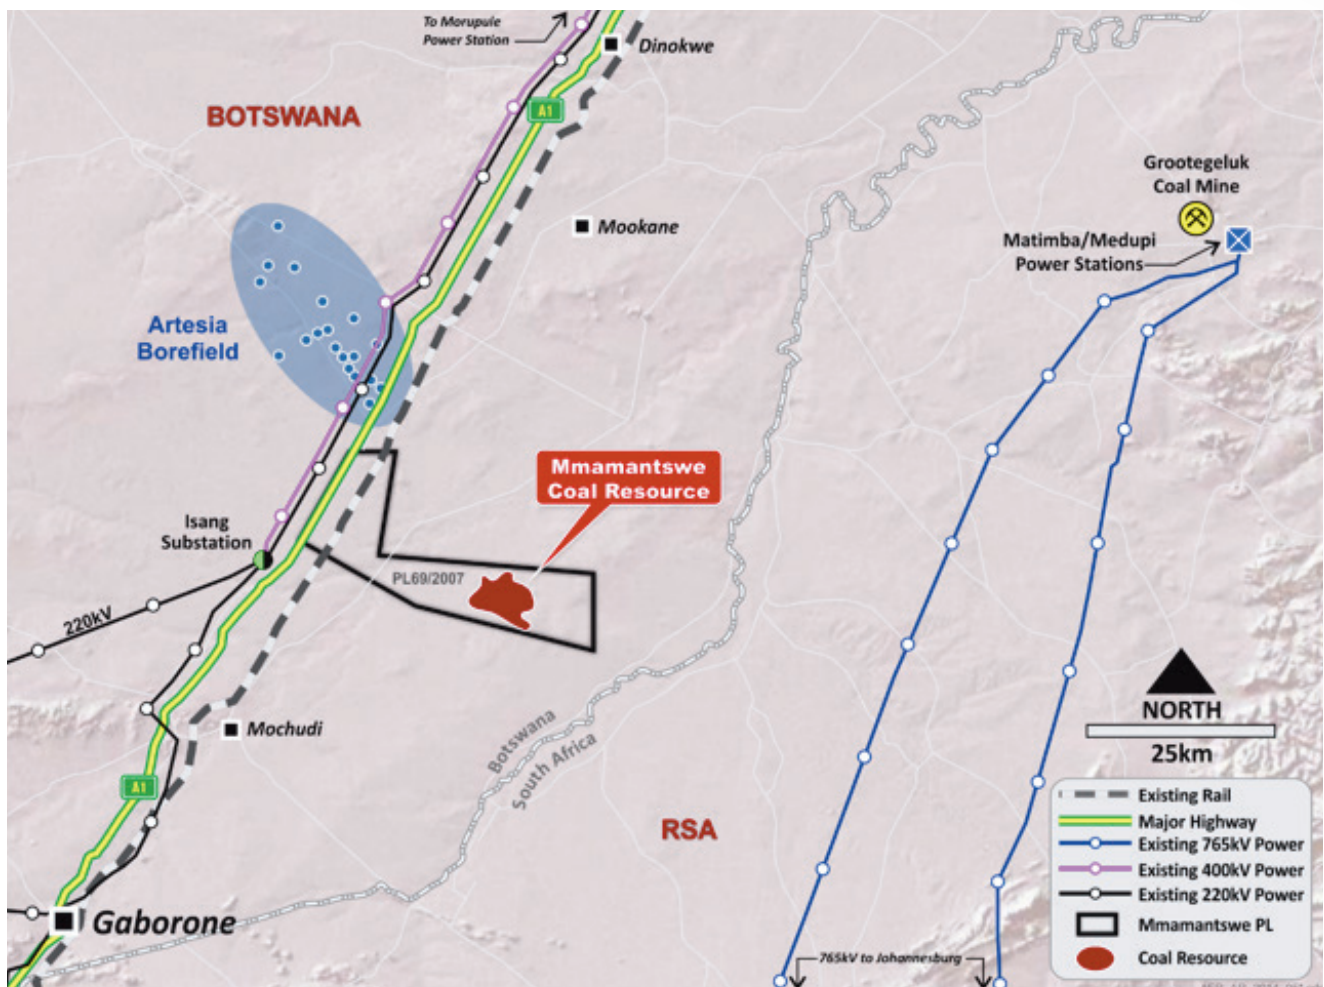 To Morupule
Power Station
Dinokwe
BOTSWANA
A1
Grootegeluk
Coal Mine
Mookane
Matimba/Medupi
Power Stations
Artesia
Borefield
Mmamantswe
Coal Resource
Isang
Substation
PL69/2007
220kV
NORTH
25km
Mochudi
Botswana
South Africa
A1
RSA
Existing Rail
Major Highway
Existing 765kV Power
Existing 400kV Power
Existing 220kV Power
Mmamantswe PL
Coal Resource
Gaborone
765kV to Johannesburg